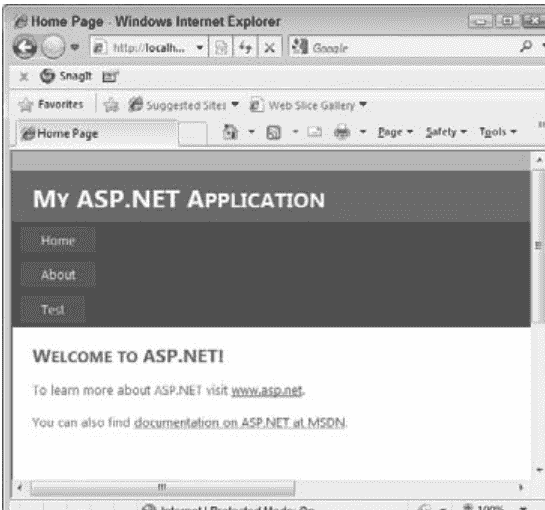 Home Page - Windows Internet Explorer
http://localh...
Google
x SnagIt
Favorites Suggested Sites Web Slice Gallery
Home Page Page Safety Tools "
MY ASP.NET APPLICATION
Home
About
Test
WELCOME TO ASP.NET!
To learn more about ASP.NET visit www.asp.net.
You can also find documentation on ASP.NET at MSDN.
Internet | Protected Mode: On 100%